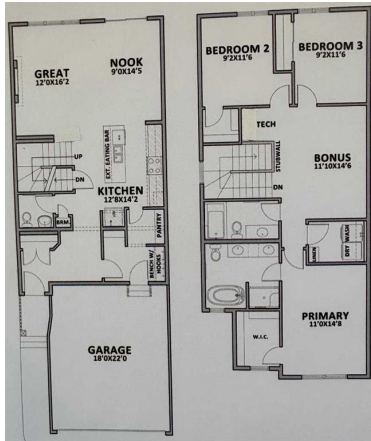 GREAT
12'0X16'2
NOOK
9'0X14'5
UP
DN
EXT. EATING BAR
KITCHEN
12'8X14'2
BRM.
PANTRY
BENCH W/
HOOKS
GARAGE
18'0X22'0
BEDROOM 2
9'2X11'6
BEDROOM 3
9'2X11'6
TECH
STUBWALL
BONUS
11'10X14'6
DN
LINEN
DRY
WASH
PRIMARY
11'0X14'8
W.I.C.